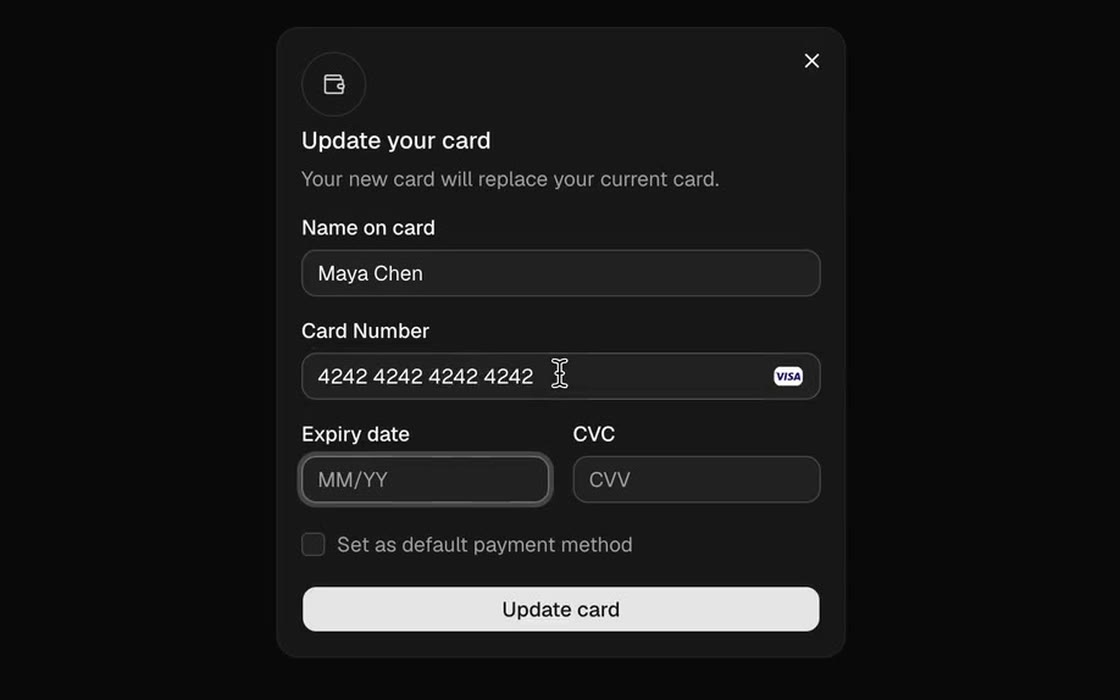 Update your card
Your new card will replace your current card.
Name on card
Maya Chen
Card Number
4242 4242 4242 4242 VISA
Expiry date CVC
MM/YY CVV
Set as default payment method
Update card